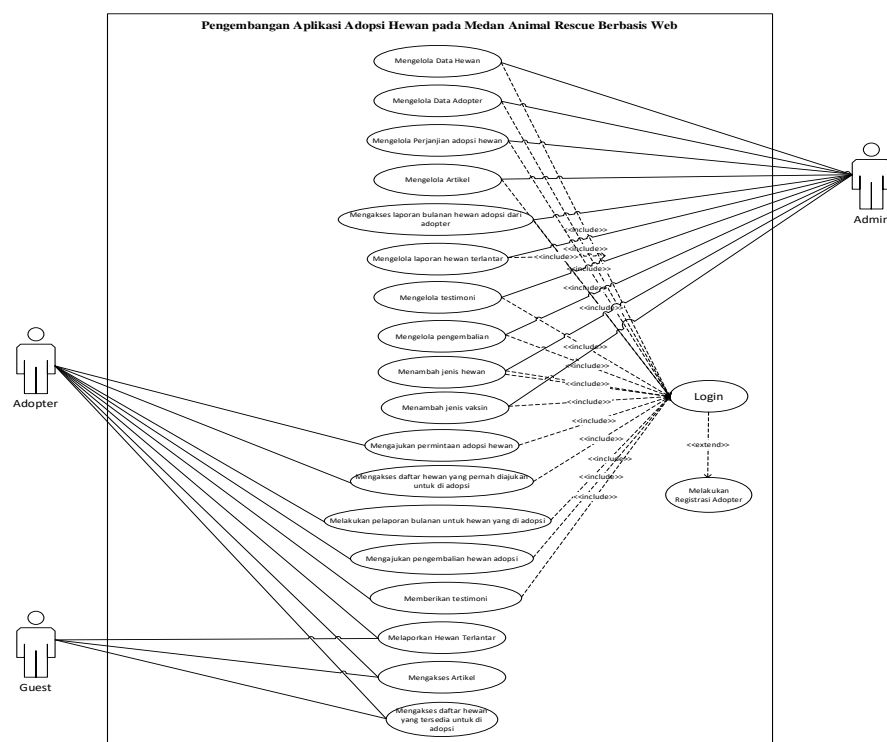 Pengembangan Aplikasi Adopsi Hewan pada Medan Animal Rescue Berbasis Web
Mengelola Data Hewan
Mengelola Data Adopter
Mengelola Perjanjian adopsi hewan
Mengelola Artikel
Mengakses laporan bulanan hewan adopsi dari
adopter
Mengelola laporan hewan terlantar
Mengelola testimoni
Mengelola pengembalian
Menambah jenis hewan
Menambah jenis vaksin
Mengajukan permintaan adopsi hewan
Mengakses daftar hewan yang pernah diajukan
untuk di adopsi
Melakukan pelaporan bulanan untuk hewan yang di adopsi
Mengajukan pengembalian hewan adopsi
Memberikan testimoni
Melaporkan Hewan Terlantar
Mengakses Artikel
Mengakses daftar hewan
yang tersedia untuk di
adopsi
<<include>>
<<include>>
<<include>>
<<include>>
<<include>>
<<include>>
<<include>>
<<include>>
<<include>>
<<include>>
<<include>>
<<include>>
<<include>>
<<include>>
Login
<<extend>>
Melakukan
Registrasi Adopter
Admin
Adopter
Guest